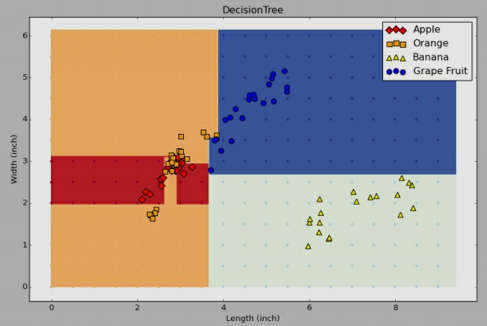 DecisionTree
Apple
Orange
Banana
Grape Fruit
Width (inch)
6
5
4
3
2
1
0
0
2
4
6
8
Length (inch)